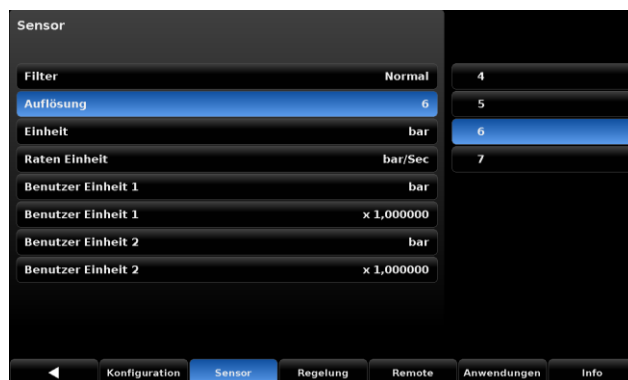 Sensor
Filter Normal
Auflösung 6
Einheit bar
Raten Einheit bar/Sec
Benutzer Einheit 1 bar
Benutzer Einheit 1 x 1,000000
Benutzer Einheit 2 bar
Benutzer Einheit 2 x 1,000000
4
5
6
7
Konfiguration Sensor Regelung Remote Anwendungen Info